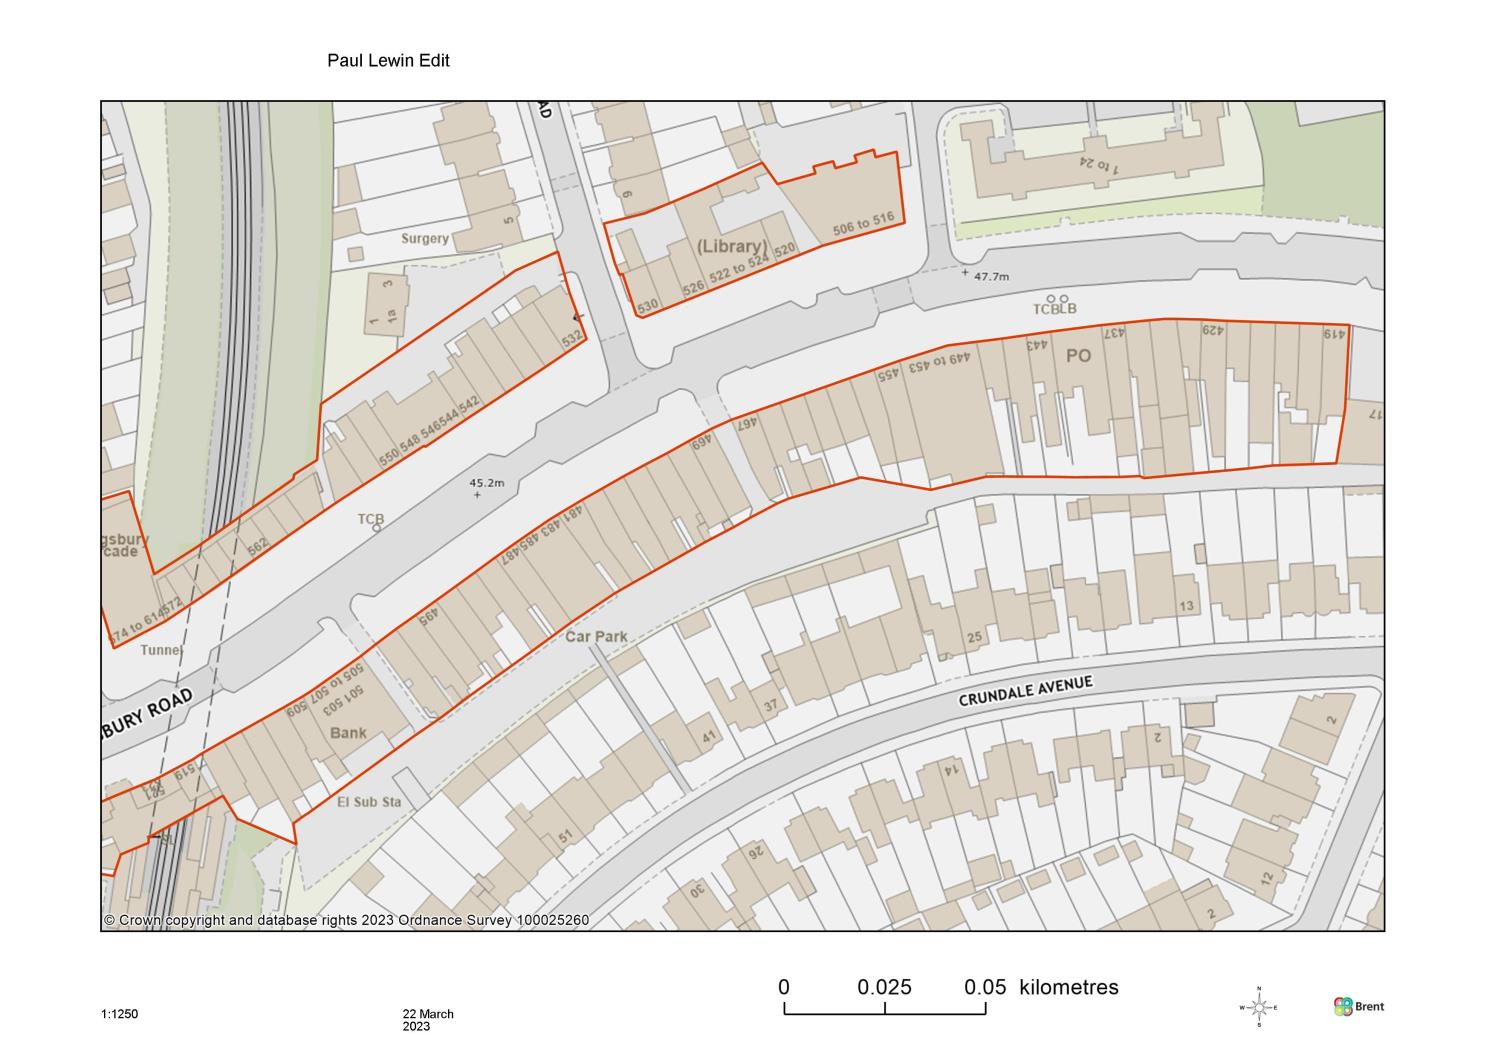 Paul Lewin Edit
AD
6
5
Surgery
3
1
1a
(Library)
506 to 516
520
522 to 524
526
530
532
1 to 24
47.7m
TCBLB
PO
419
429
437
443
449 to 453
455
467
469
17
542
544
546
548
550
45.2m
TCB
562
572
574 to 614
Tunnel
481
483
485
487
495
Car Park
505 to 507
501 503
509
Bank
519
521
El Sub Sta
BURY ROAD
CRUNDALE AVENUE
13
25
37
41
51
2
2
14
26
30
12
2
© Crown copyright and database rights 2023 Ordnance Survey 100025260
0 0.025 0.05 kilometres
1:1250
22 March
2023
N
W E
S
Brent